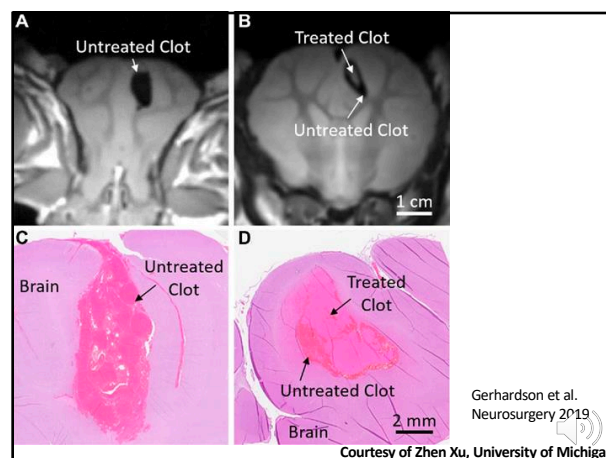 A
Untreated Clot
B
Treated Clot
Untreated Clot
1 cm
C
Brain
Untreated
Clot
D
Treated
Clot
Untreated Clot
Brain
2 mm
Gerhardson et al.
Neurosurgery 2019
Courtesy of Zhen Xu, University of Michiga